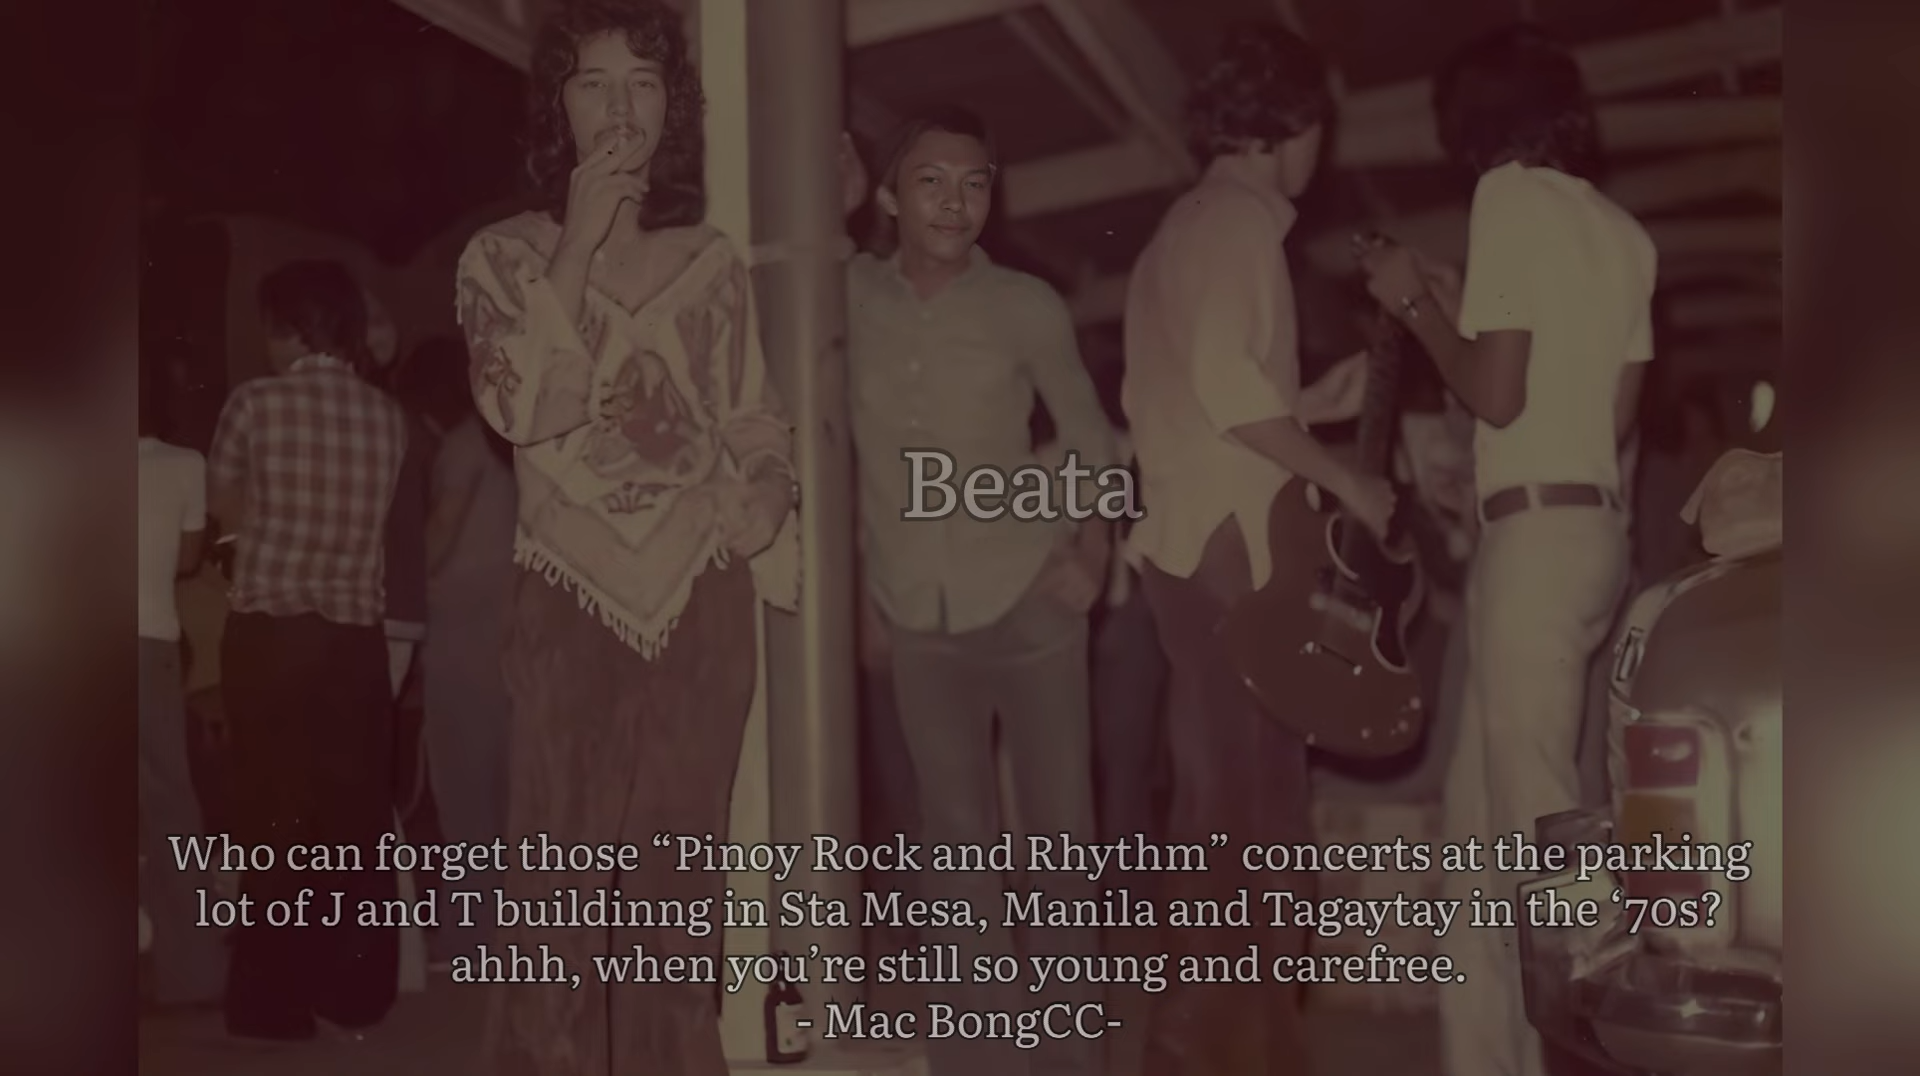 Beata
Who can forget those “Pinoy Rock and Rhythm” concerts at the parking
lot of J and T buildinng in Sta Mesa, Manila and Tagaytay in the ‘70s?
ahhh, when you’re still so young and carefree.
- Mac BongCC-